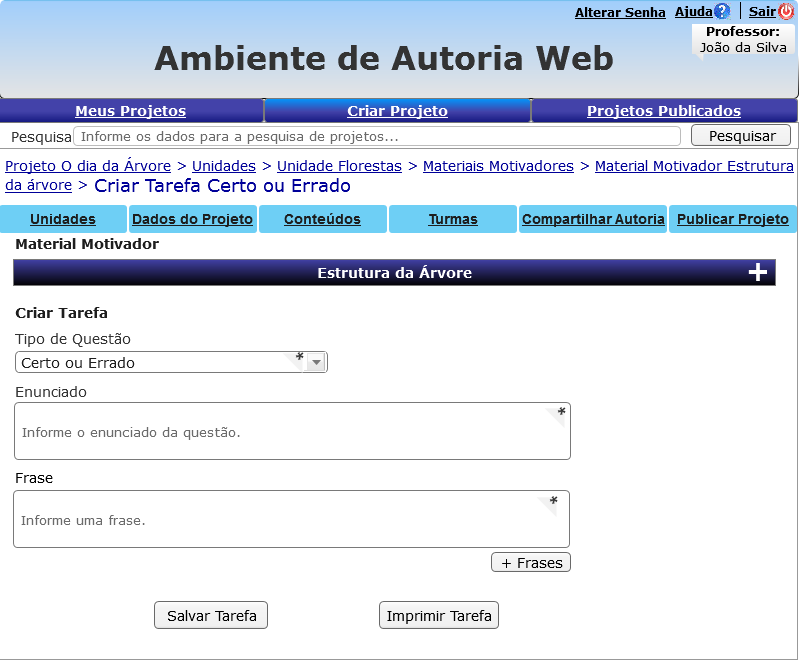 Alterar Senha Ajuda ? Sair
Professor:
João da Silva
Ambiente de Autoria Web
Meus Projetos Criar Projeto Projetos Publicados
Pesquisa Informe os dados para a pesquisa de projetos... Pesquisar
Projeto O dia da Árvore > Unidades > Unidade Florestas > Materiais Motivadores > Material Motivador Estrutura
da árvore > Criar Tarefa Certo ou Errado
Unidades Dados do Projeto Conteúdos Turmas Compartilhar Autoria Publicar Projeto
Material Motivador
Estrutura da Árvore +
Criar Tarefa
Tipo de Questão
Certo ou Errado *
Enunciado
Informe o enunciado da questão. *
Frase
Informe uma frase. *
+ Frases
Salvar Tarefa Imprimir Tarefa